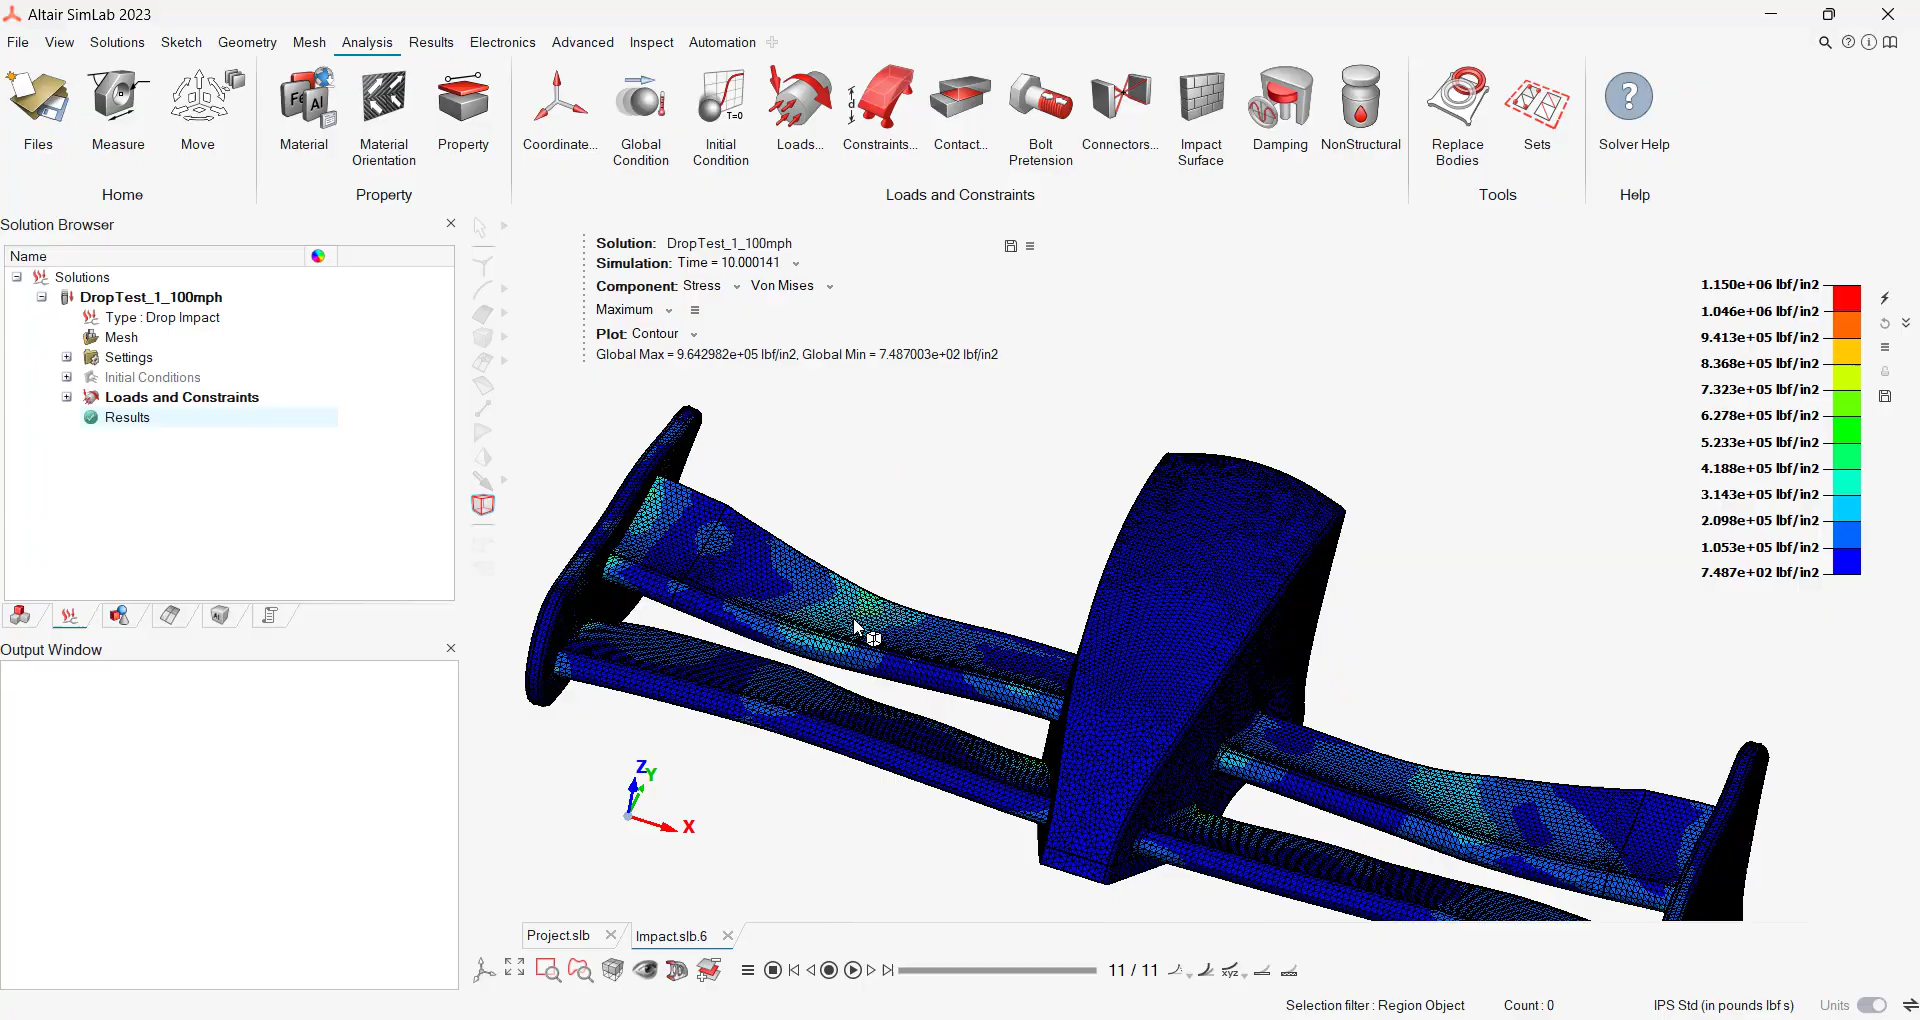 Altair SimLab 2023
File View Solutions Sketch Geometry Mesh Analysis Results Electronics Advanced Inspect Automation
Files Measure Move
Home
Material Material Orientation Property
Property
Coordinate... Global Condition Initial Condition Loads... Constraints... Contact... Bolt Pretension Connectors... Impact Surface Damping NonStructural
Loads and Constraints
Replace Bodies Sets
Tools
Solver Help
Help
Fe Al
T=0
d
?
Solution Browser
Name
Solutions
DropTest_1_100mph
Type : Drop Impact
Mesh
Settings
Initial Conditions
Loads and Constraints
Results
Output Window
Solution: DropTest_1_100mph
Simulation: Time = 10.000141
Component: Stress Von Mises
Maximum
Plot: Contour
Global Max = 9.642982e+05 lbf/in2, Global Min = 7.487003e+02 lbf/in2
1.150e+06 lbf/in2
1.046e+06 lbf/in2
9.413e+05 lbf/in2
8.368e+05 lbf/in2
7.323e+05 lbf/in2
6.278e+05 lbf/in2
5.233e+05 lbf/in2
4.188e+05 lbf/in2
3.143e+05 lbf/in2
2.098e+05 lbf/in2
1.053e+05 lbf/in2
7.487e+02 lbf/in2
Z
Y
X
Project.slb Impact.slb.6
11 / 11 xyz
Selection filter : Region Object Count : 0 IPS Std (in pounds lbf s) Units